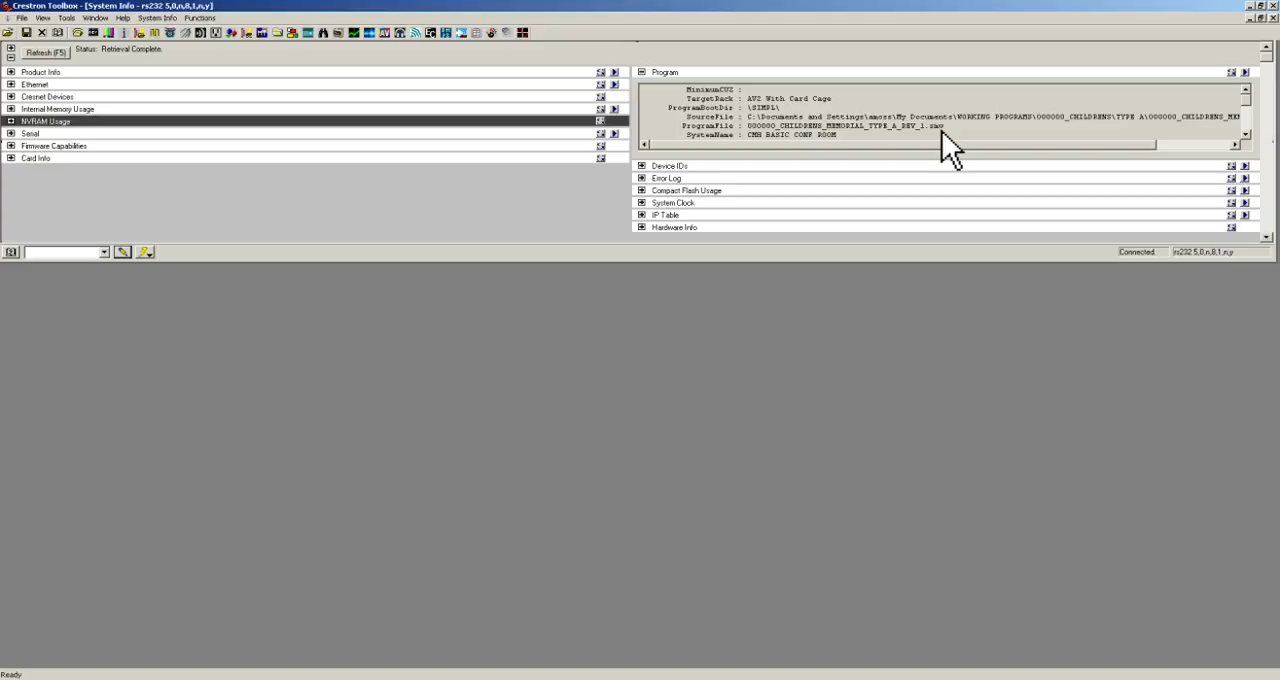 Crestron Toolbox - [System Info - rs232 5,0,n,8,1,n,y]
File View Tools Window Help System Info Functions
Refresh (F5) Status: Retrieval Complete.
Product Info
Ethernet
Cresnet Devices
Internal Memory Usage
NVRAM Usage
Serial
Firmware Capabilities
Card Info
Program
MinimumCUZ :
TargetRack : AV2 With Card Cage
ProgramBootDir : \SIMPL\
SourceFile : C:\Documents and Settings\amoss\My Documents\WORKING PROGRAMS\000000_CHILDRENS\TYPE A\000000_CHILDRENS_MEM
ProgramFile : 000000_CHILDRENS_MEMORIAL_TYPE_A_REV_1.smw
SystemName : CMH BASIC CONF ROOM
Device IDs
Error Log
Compact Flash Usage
System Clock
IP Table
Hardware Info
Connected. rs232 5,0,n,8,1,n,y
Ready